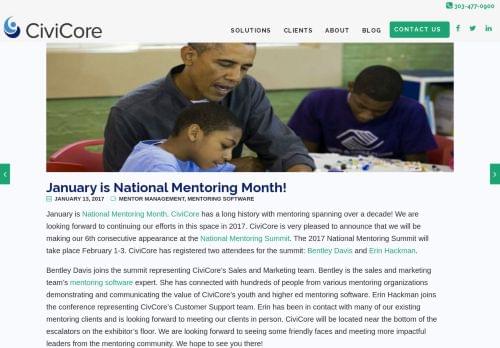 303-477-0900
CiviCore
SOLUTIONS CLIENTS ABOUT BLOG CONTACT US
January is National Mentoring Month!
JANUARY 13, 2017 MENTOR MANAGEMENT, MENTORING SOFTWARE
January is National Mentoring Month. CiviCore has a long history with mentoring spanning over a decade! We are
looking forward to continuing our efforts in this space in 2017. CiviCore is very pleased to announce that we will be
making our 6th consecutive appearance at the National Mentoring Summit. The 2017 National Mentoring Summit will
take place February 1-3. CiviCore has registered two attendees for the summit: Bentley Davis and Erin Hackman.
Bentley Davis joins the summit representing CiviCore's Sales and Marketing team. Bentley is the sales and marketing
team's mentoring software expert. She has connected with hundreds of people from various mentoring organizations
demonstrating and communicating the value of CiviCore's youth and higher ed mentoring software. Erin Hackman joins
the conference representing CivCore's Customer Support team. Erin has been in contact with many of our existing
mentoring clients and is looking forward to meeting our clients in person. CiviCore will be located near the bottom of the
escalators on the exhibitor's floor. We are looking forward to seeing some friendly faces and meeting more impactful
leaders from the mentoring community. We hope to see you there!